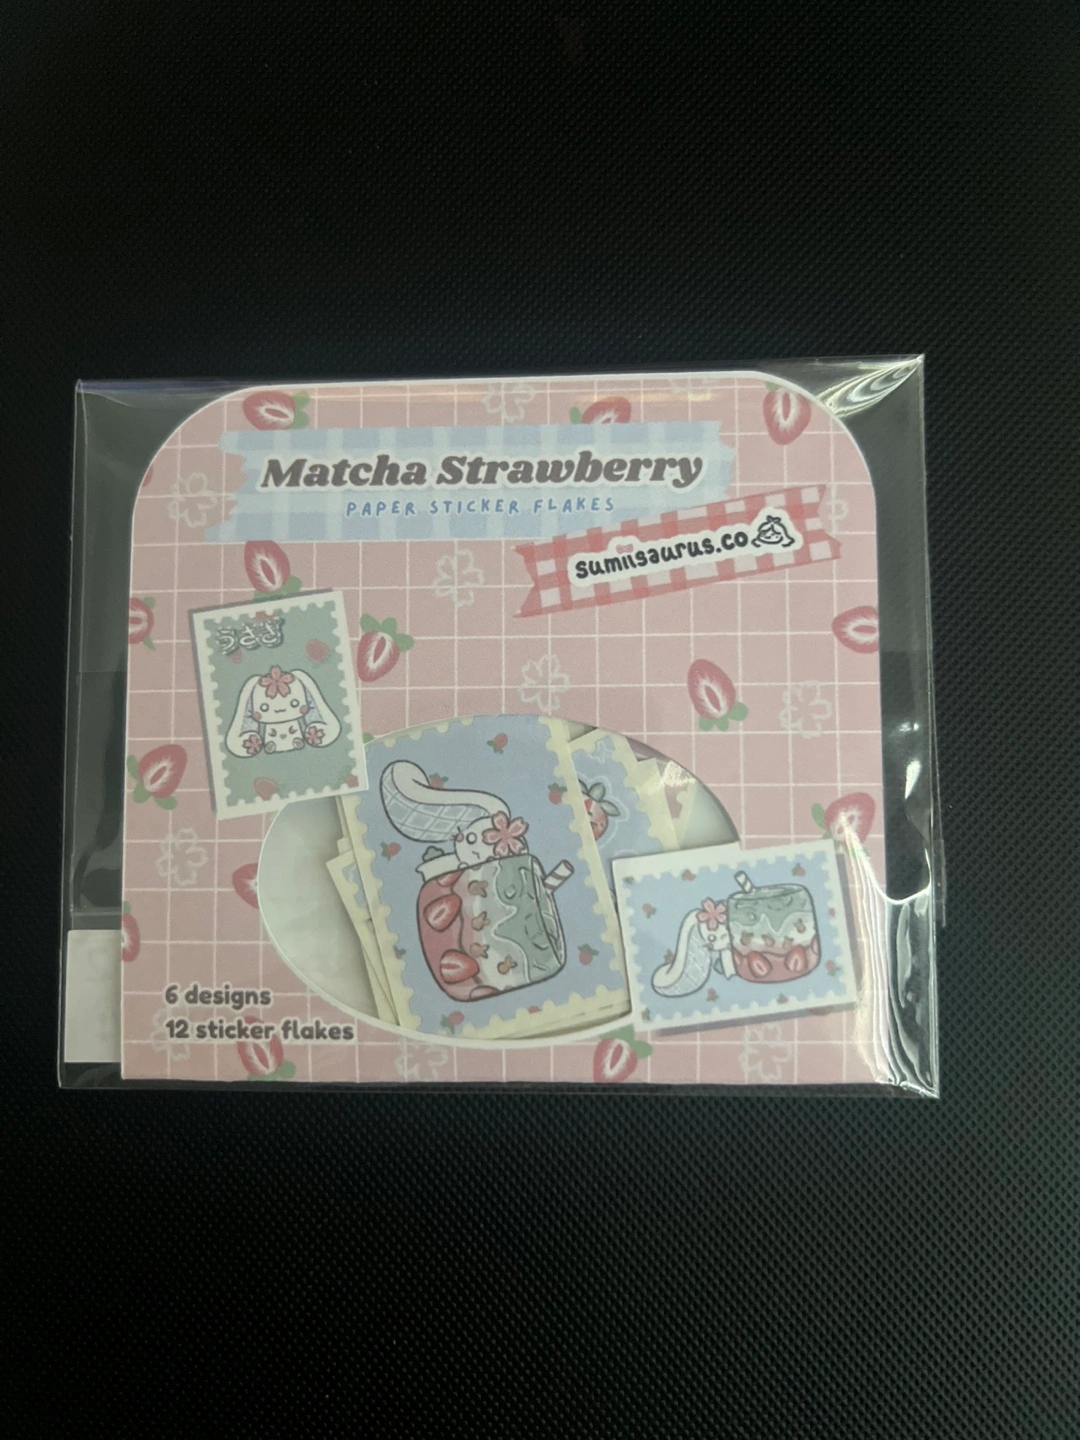 Matcha Strawberry
PAPER STICKER FLAKES
sumiisaurus.co
うさぎ
6 designs
12 sticker flakes